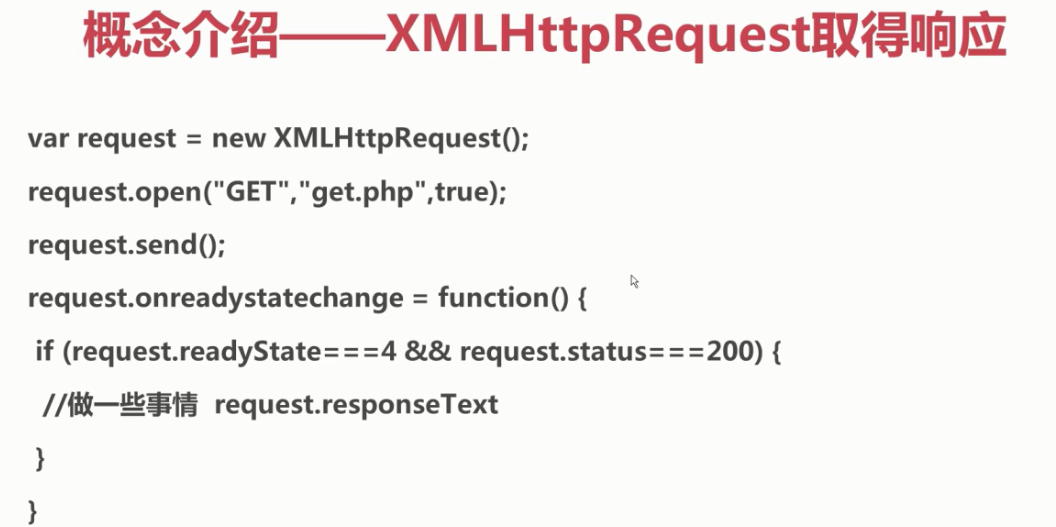 概念介绍——XMLHttpRequest取得响应
var request = new XMLHttpRequest();
request.open("GET","get.php",true);
request.send();
request.onreadystatechange = function() {
if (request.readyState===4 && request.status===200) {
//做一些事情 request.responseText
}
}